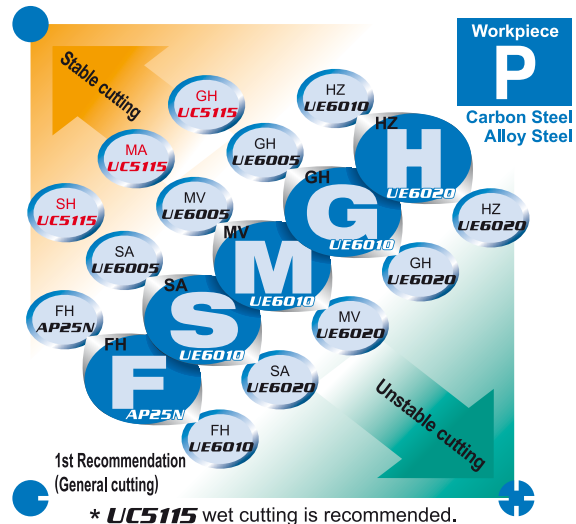 Workpiece
P
Carbon Steel
Alloy Steel
Stable cutting
GH
UC5115
HZ
UE6010
MA
UC5115
GH
UE6005
HZ
H
UE6020
SH
UC5115
MV
UE6005
GH
G
UE6010
HZ
UE6020
SA
UE6005
MV
M
UE6010
GH
UE6020
FH
AP25N
SA
S
UE6010
MV
UE6020
FH
F
AP25N
SA
UE6020
FH
UE6010
Unstable cutting
1st Recommendation
(General cutting)
* UC5115 wet cutting is recommended.